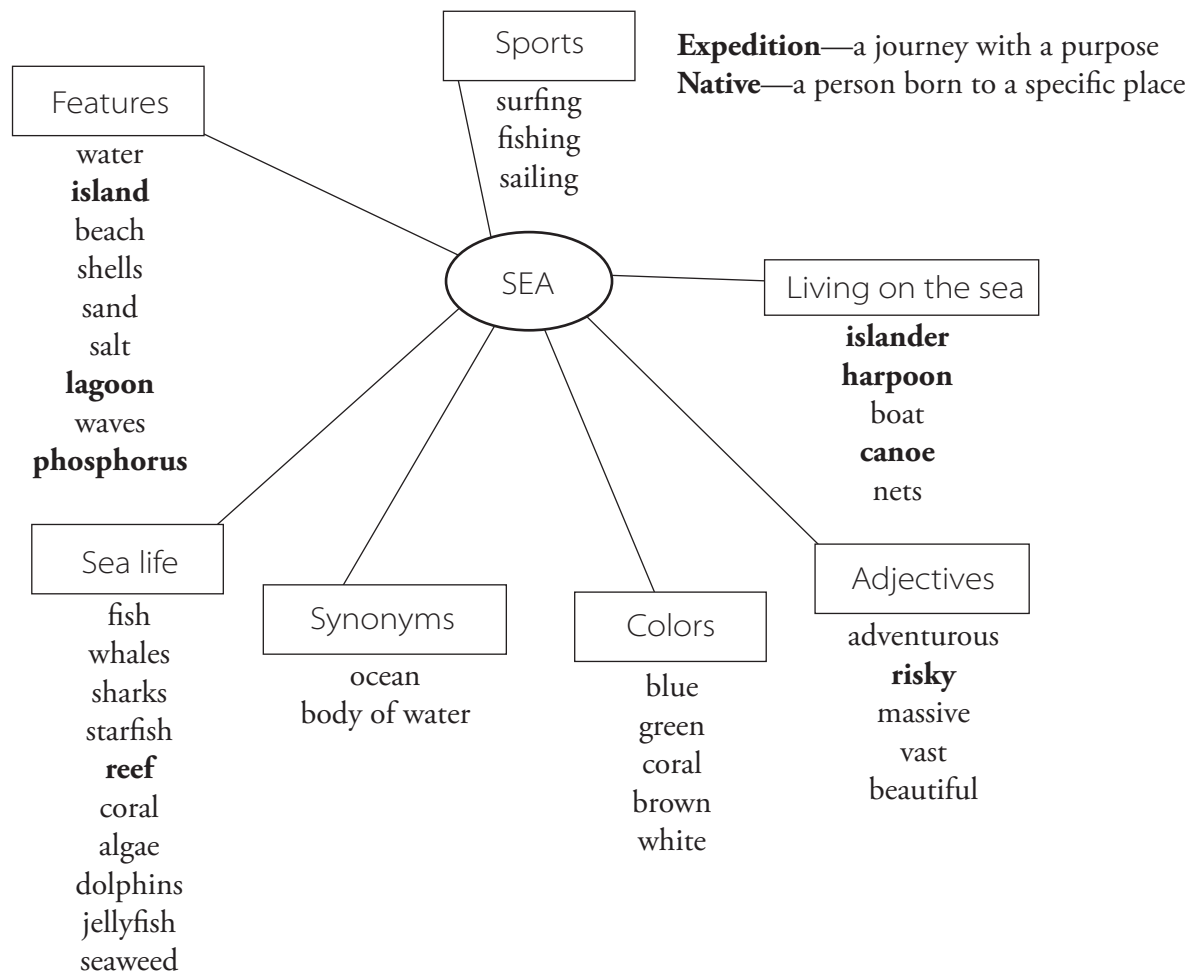 Sports
surfing
fishing
sailing
Expedition—a journey with a purpose
Native—a person born to a specific place
Features
water
island
beach
shells
sand
salt
lagoon
waves
phosphorus
SEA
Living on the sea
islander
harpoon
boat
canoe
nets
Sea life
fish
whales
sharks
starfish
reef
coral
algae
dolphins
jellyfish
seaweed
Synonyms
ocean
body of water
Colors
blue
green
coral
brown
white
Adjectives
adventurous
risky
massive
vast
beautiful